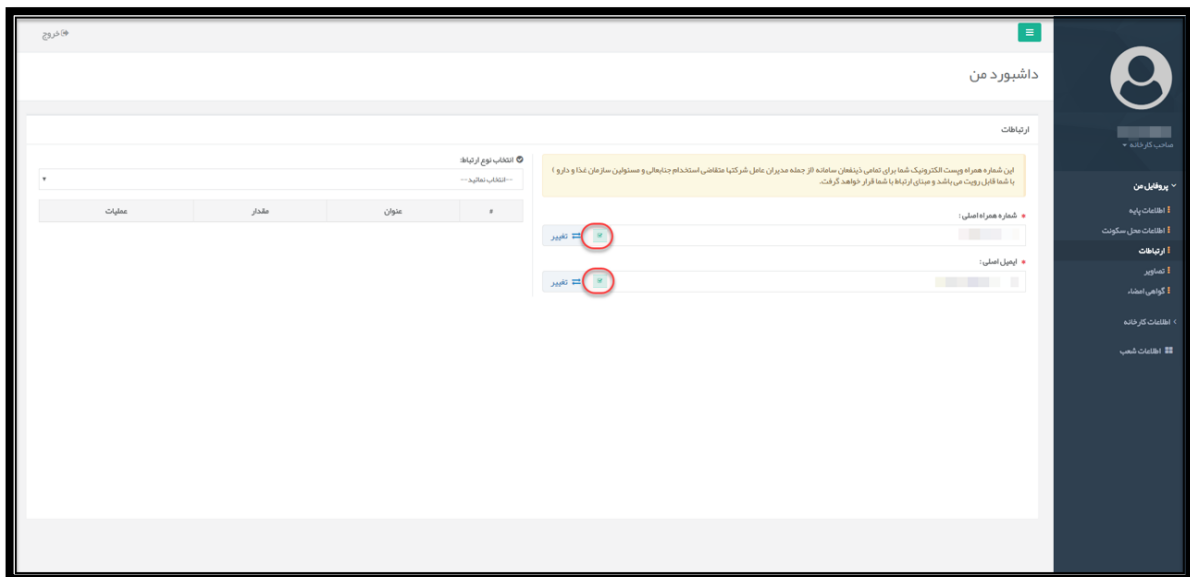 خروج
داشبورد من
صاحب کارخانه
پروفایل من
اطلاعات پایه
اطلاعات محل سکونت
ارتباطات
تصاویر
گواهی امضاء
اطلاعات کارخانه
اطلاعات شعب
ارتباطات
این شماره همراه وپست الکترونیک شما برای تمامی ذینفعان سامانه (از جمله مدیران عامل شرکتها متقاضی استخدام جنابعالی و مسئولین سازمان غذا و دارو )
با شما قابل رویت می باشد و مبنای ارتباط با شما قرار خواهد گرفت.
* شماره همراه اصلی :
تغییر
* ایمیل اصلی :
تغییر
انتخاب نوع ارتباط:
---انتخاب نمائید---
# عنوان مقدار عملیات